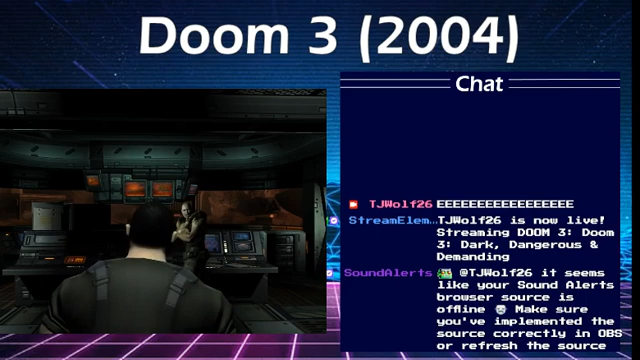 Doom 3 (2004)
Chat
TJWolf26 EEEEEEEEEEEEEEEEE
StreamElem… TJWolf26 is now live!
Streaming DOOM 3: Doom
3: Dark, Dangerous &
Demanding
SoundAlerts @TJWolf26 it seems
like your Sound Alerts
browser source is
offline Make sure
you've implemented the
source correctly in OBS
or refresh the source